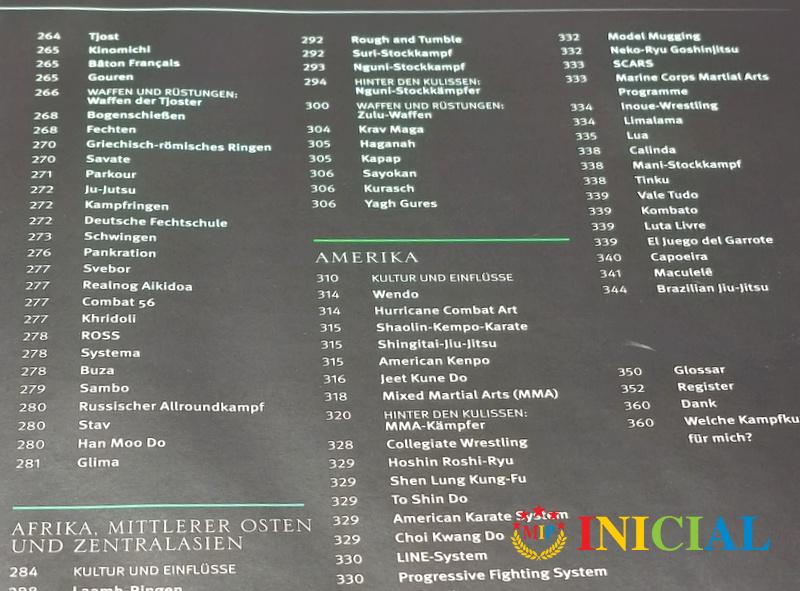 264 Tjost
265 Kinomichi
265 Bâton Français
265 Gouren
266 WAFFEN UND RÜSTUNGEN:
Waffen der Tjoster
268 Bogenschießen
268 Fechten
270 Griechisch-römisches Ringen
270 Savate
271 Parkour
272 Ju-Jutsu
272 Kampfringen
272 Deutsche Fechtschule
273 Schwingen
276 Pankration
277 Svebor
277 Realnog Aikidoa
277 Combat 56
277 Khridoli
278 ROSS
278 Systema
278 Buza
279 Sambo
280 Russischer Allroundkampf
280 Stav
280 Han Moo Do
281 Glima
AFRIKA, MITTLERER OSTEN
UND ZENTRALASIEN
284 KULTUR UND EINFLÜSSE
288 Laamb-Ringen
292 Rough and Tumble
292 Suri-Stockkampf
293 Nguni-Stockkampf
294 HINTER DEN KULISSEN:
Nguni-Stockkämpfer
300 WAFFEN UND RÜSTUNGEN:
Zulu-Waffen
304 Krav Maga
305 Haganah
305 Kapap
306 Sayokan
306 Kurasch
306 Yagh Gures
AMERIKA
310 KULTUR UND EINFLÜSSE
314 Wendo
314 Hurricane Combat Art
315 Shaolin-Kempo-Karate
315 Shingitai-Jiu-Jitsu
315 American Kenpo
316 Jeet Kune Do
318 Mixed Martial Arts (MMA)
320 HINTER DEN KULISSEN:
MMA-Kämpfer
328 Collegiate Wrestling
329 Hoshin Roshi-Ryu
329 Shen Lung Kung-Fu
329 To Shin Do
329 American Karate System
329 Choi Kwang Do
330 LINE-System
330 Progressive Fighting System
332 Model Mugging
332 Neko-Ryu Goshinjitsu
333 SCARS
333 Marine Corps Martial Arts
Programme
334 Inoue-Wrestling
334 Limalama
335 Lua
338 Calinda
338 Mani-Stockkampf
338 Tinku
339 Vale Tudo
339 Kombato
339 Luta Livre
339 El Juego del Garrote
340 Capoeira
341 Maculelê
344 Brazilian Jiu-Jitsu
350 Glossar
352 Register
360 Dank
360 Welche Kampfku
für mich?
MIP
INICIAL